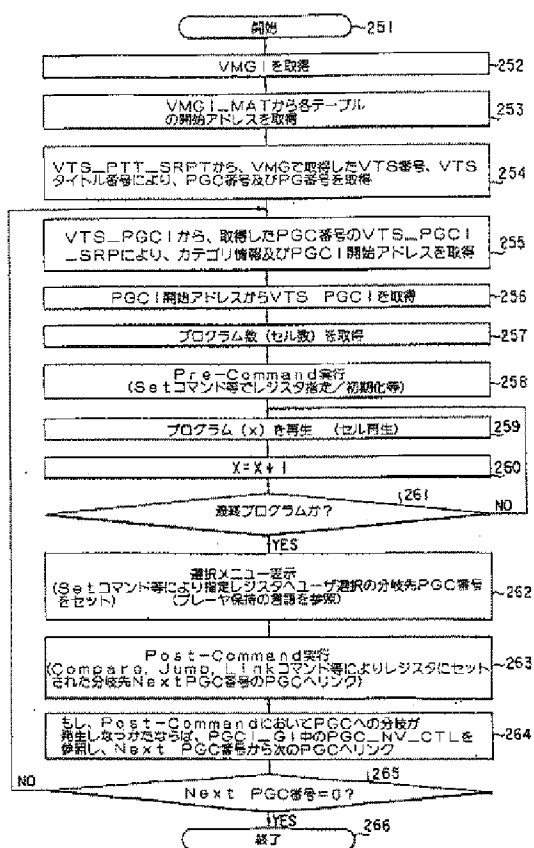 開始
251
VMGIを取得
252
VMGI_MATから各テーブル
の開始アドレスを取得
253
VTS_PTT_SRPTから、VMGで取得したVTS番号、VTS
タイトル番号により、PGC番号及びPG番号を取得
254
VTS_PGCIから、取得したPGC番号のVTS_PGCI
_SRPにより、カテゴリ情報及びPGCI開始アドレスを取得
255
PGCI開始アドレスからVTS PGCIを取得
256
プログラム数(セル数)を取得
257
Pre-Command実行
(Setコマンド等でレジスタ指定/初期化等)
258
プログラム(x)を再生 (セル再生)
259
X=X+1
260
261
最終プログラムか?
NO
YES
選択メニュー表示
(Setコマンド等により指定レジスタへユーザ選択の分岐先PGC番号
をセット) (プレーヤ保持の言語を参照)
262
Post-Command実行
(Compare、Jump、Linkコマンド等によりレジスタにセット
された分岐先NextPGC番号のPGCへリンク)
263
もし、Post-CommandにおいてPGCへの分岐が
発生しなつかたならば、PGCI_GI中のPGC_NV_CTLを
参照し、Next PGC番号から次のPGCへリンク
264
265
NO
Next PGC番号=0?
YES
266
終了